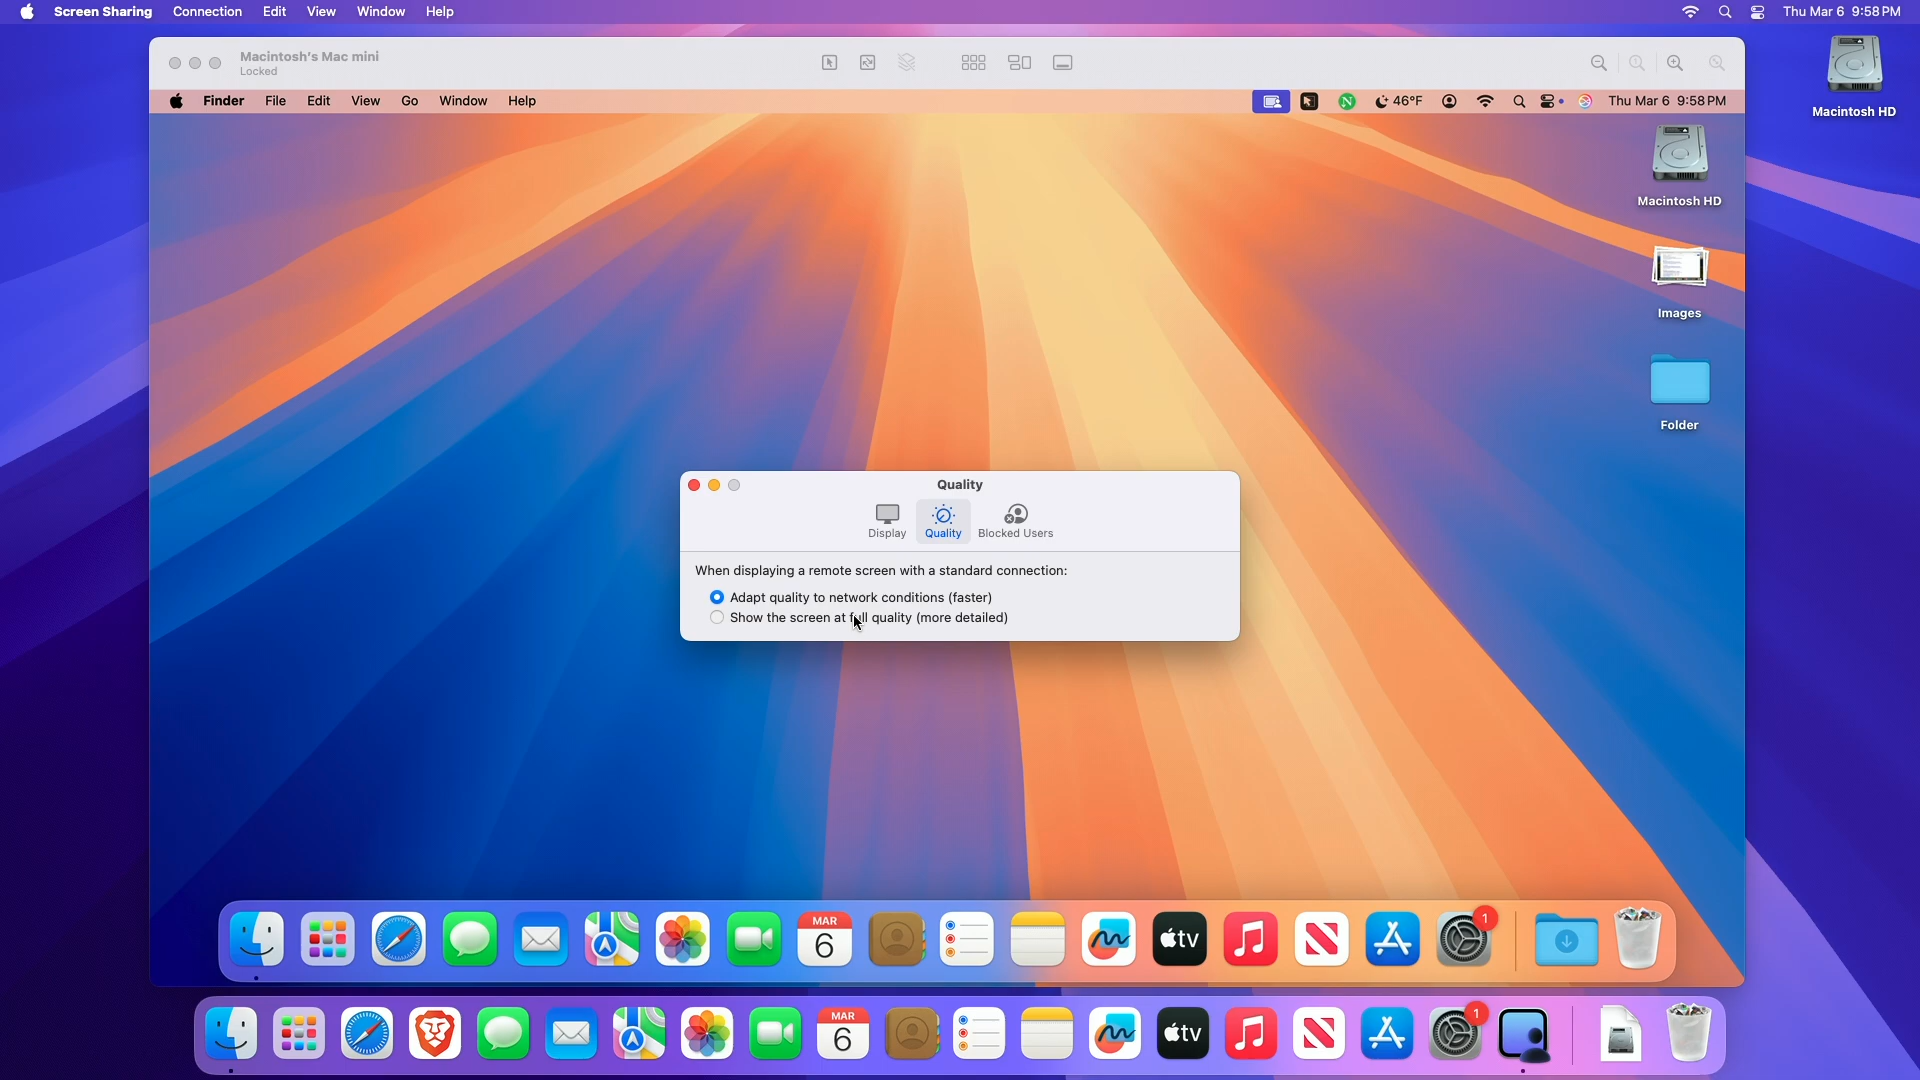 Screen Sharing Connection Edit View Window Help Thu Mar 6 9:58 PM
Macintosh's Mac mini
Locked
Finder File Edit View Go Window Help 46°F Thu Mar 6 9:58 PM
Macintosh HD
Macintosh HD
Images
Folder
Quality
Display Quality Blocked Users
When displaying a remote screen with a standard connection:
Adapt quality to network conditions (faster)
Show the screen at full quality (more detailed)
MAR
6
tv
1
MAR
6
tv
1